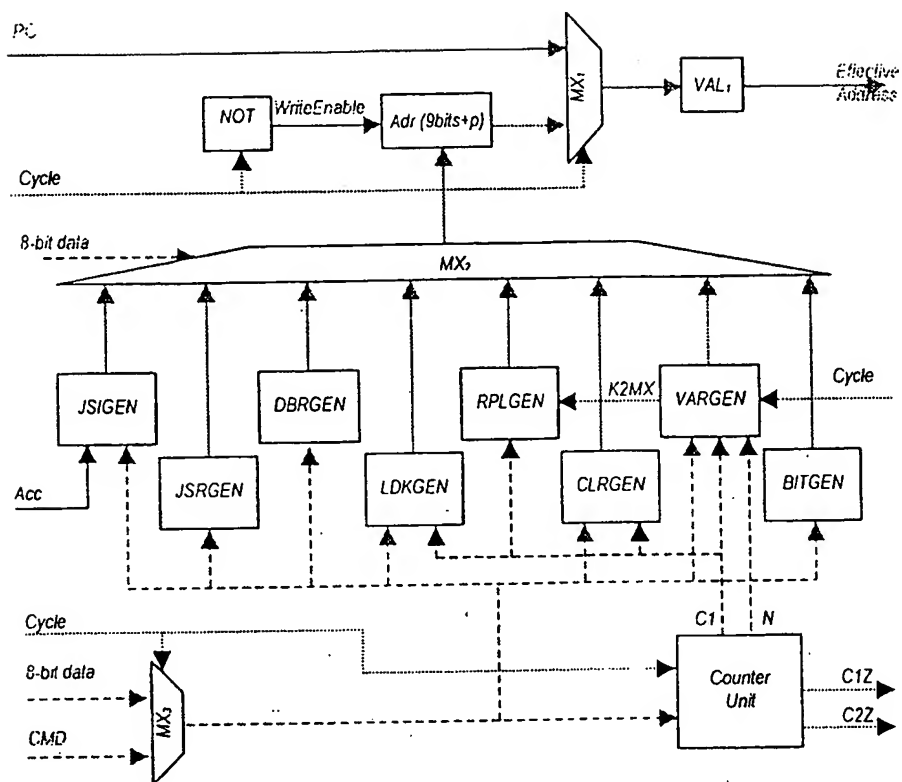 PC
MX₁
VAL₁
Effective
Address
NOT
WriteEnable
Adr (9bits+p)
Cycle
8-bit data
MX₂
JSIGEN
DBRGEN
RPLGEN
K2MX
VARGEN
Cycle
JSRGEN
LDKGEN
CLRGEN
BITGEN
Acc
C1
N
Cycle
8-bit data
MX₃
CMD
Counter
Unit
C1Z
C2Z